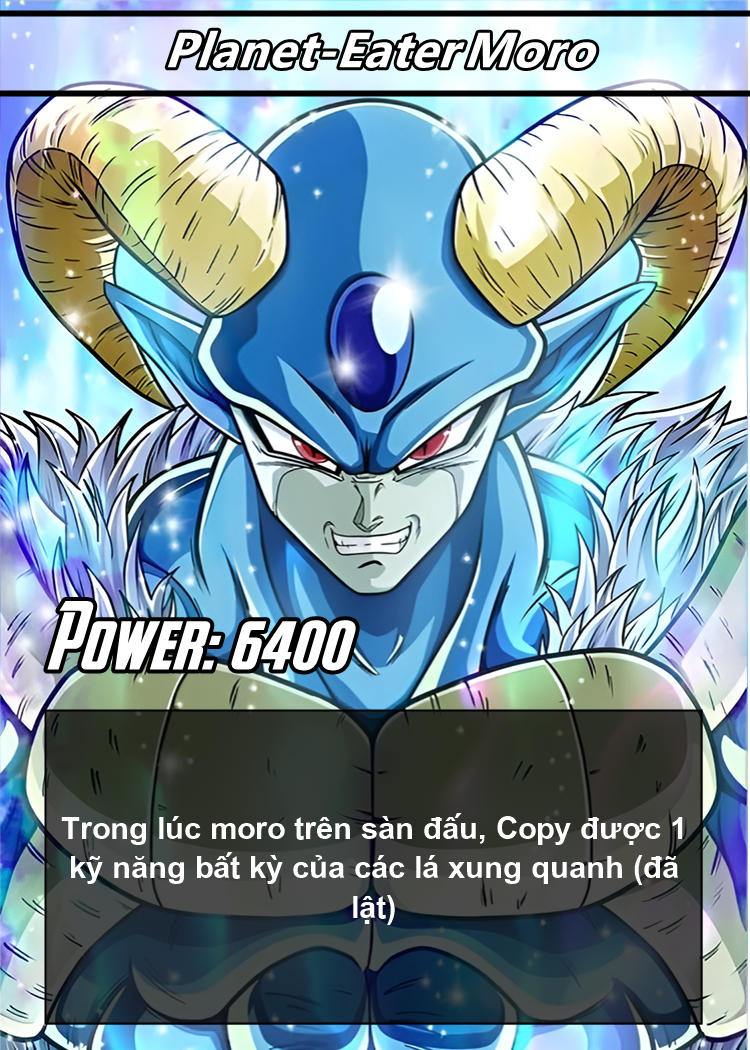 Planet-Eater Moro
Power: 6400
Trong lúc moro trên sàn đấu, Copy được 1
kỹ năng bất kỳ của các lá xung quanh (đã
lật)